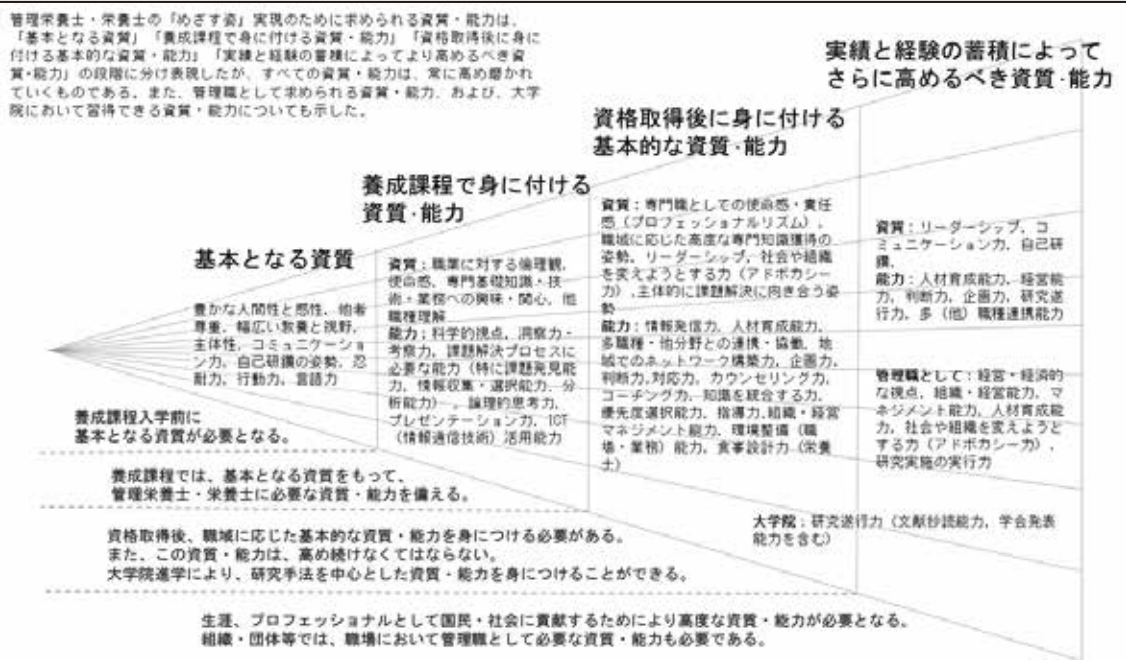 管理栄養士・栄養士の「めざす姿」実現のために求められる資質・能力は、
「基本となる資質」「養成課程で身に付ける資質・能力」「資格取得後に身に
付ける基本的な資質・能力」「実績と経験の蓄積によってより高めるべき資
質・能力」の段階に分け表現したが、すべての資質・能力は、常に高め磨かれ
ていくものである。また、管理職として求められる資質・能力、および、大学
院において習得できる資質・能力についても示した。
実績と経験の蓄積によって
さらに高めるべき資質・能力
資格取得後に身に付ける
基本的な資質・能力
養成課程で身に付ける
資質・能力
基本となる資質
豊かな人間性と感性、他者
尊重、幅広い教養と視野、
主体性、コミュニケーショ
ン力、自己研鑽の姿勢、忍
耐力、行動力、言語力
資質：職業に対する倫理観、
使命感、専門基礎知識・技
術・業務への興味・関心、他
職種理解
能力：科学的視点、洞察力・
考察力、課題解決プロセスに
必要な能力（特に課題発見能
力、情報収集・選択能力、分
析能力）、論理的思考力、
プレゼンテーション力、ICT
（情報通信技術）活用能力
資質：専門職としての使命感・責任
感（プロフェッショナルリズム）、
職域に応じた高度な専門知識獲得の
姿勢、リーダーシップ、社会や組織
を変えようとする力（アドボカシー
力）、主体的に課題解決に向き合う姿
勢
能力：情報発信力、人材育成能力、
多職種・他分野との連携・協働、地
域でのネットワーク構築力、企画力、
判断力、対応力、カウンセリング力、
コーチング力、知識を統合する力、
優先度選択能力、指導力、組織・経営
マネジメント能力、環境整備（職
場・業務）能力、食事設計力（栄養
士）
資質：リーダーシップ、コ
ミュニケーション力、自己研
鑽、
能力：人材育成能力、経営能
力、判断力、企画力、研究遂
行力、多（他）職種連携能力
管理職として：経営・経済的
な視点、組織・経営能力、マ
ネジメント能力、人材育成能
力、社会や組織を変えようと
する力（アドボカシー力）、
研究実施の実行力
大学院：研究遂行力（文献抄読能力、学会発表
能力を含む）
養成課程入学前に
基本となる資質が必要となる。
養成課程では、基本となる資質をもって、
管理栄養士・栄養士に必要な資質・能力を備える。
資格取得後、職域に応じた基本的な資質・能力を身につける必要がある。
また、この資質・能力は、高め続けなくてはならない。
大学院進学により、研究手法を中心とした資質・能力を身につけることができる。
生涯、プロフェッショナルとして国民・社会に貢献するためにより高度な資質・能力が必要となる。
組織・団体等では、職場において管理職として必要な資質・能力も必要である。